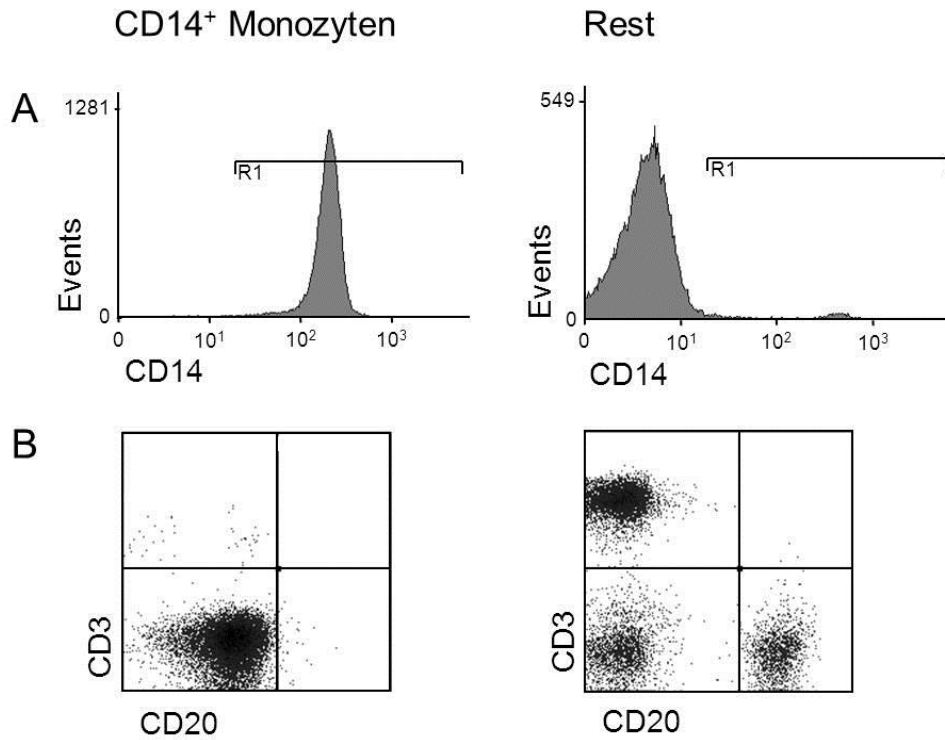 CD14⁺ Monozyten
Rest
A
1281
Events
0
R1
0 10¹ 10² 10³
CD14
549
Events
0
R1
0 10¹ 10² 10³
CD14
B
CD3
CD20
CD3
CD20